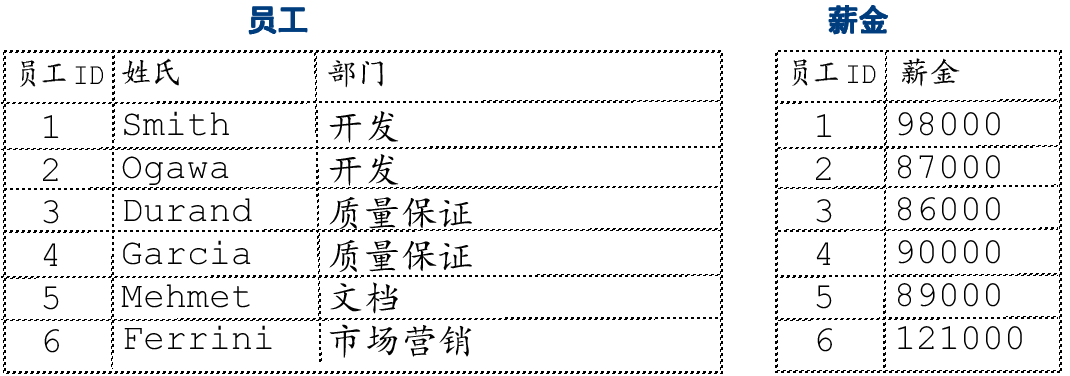 员工 薪金
员工ID 姓氏 部门 员工ID 薪金
1 Smith 开发 1 98000
2 Ogawa 开发 2 87000
3 Durand 质量保证 3 86000
4 Garcia 质量保证 4 90000
5 Mehmet 文档 5 89000
6 Ferrini 市场营销 6 121000